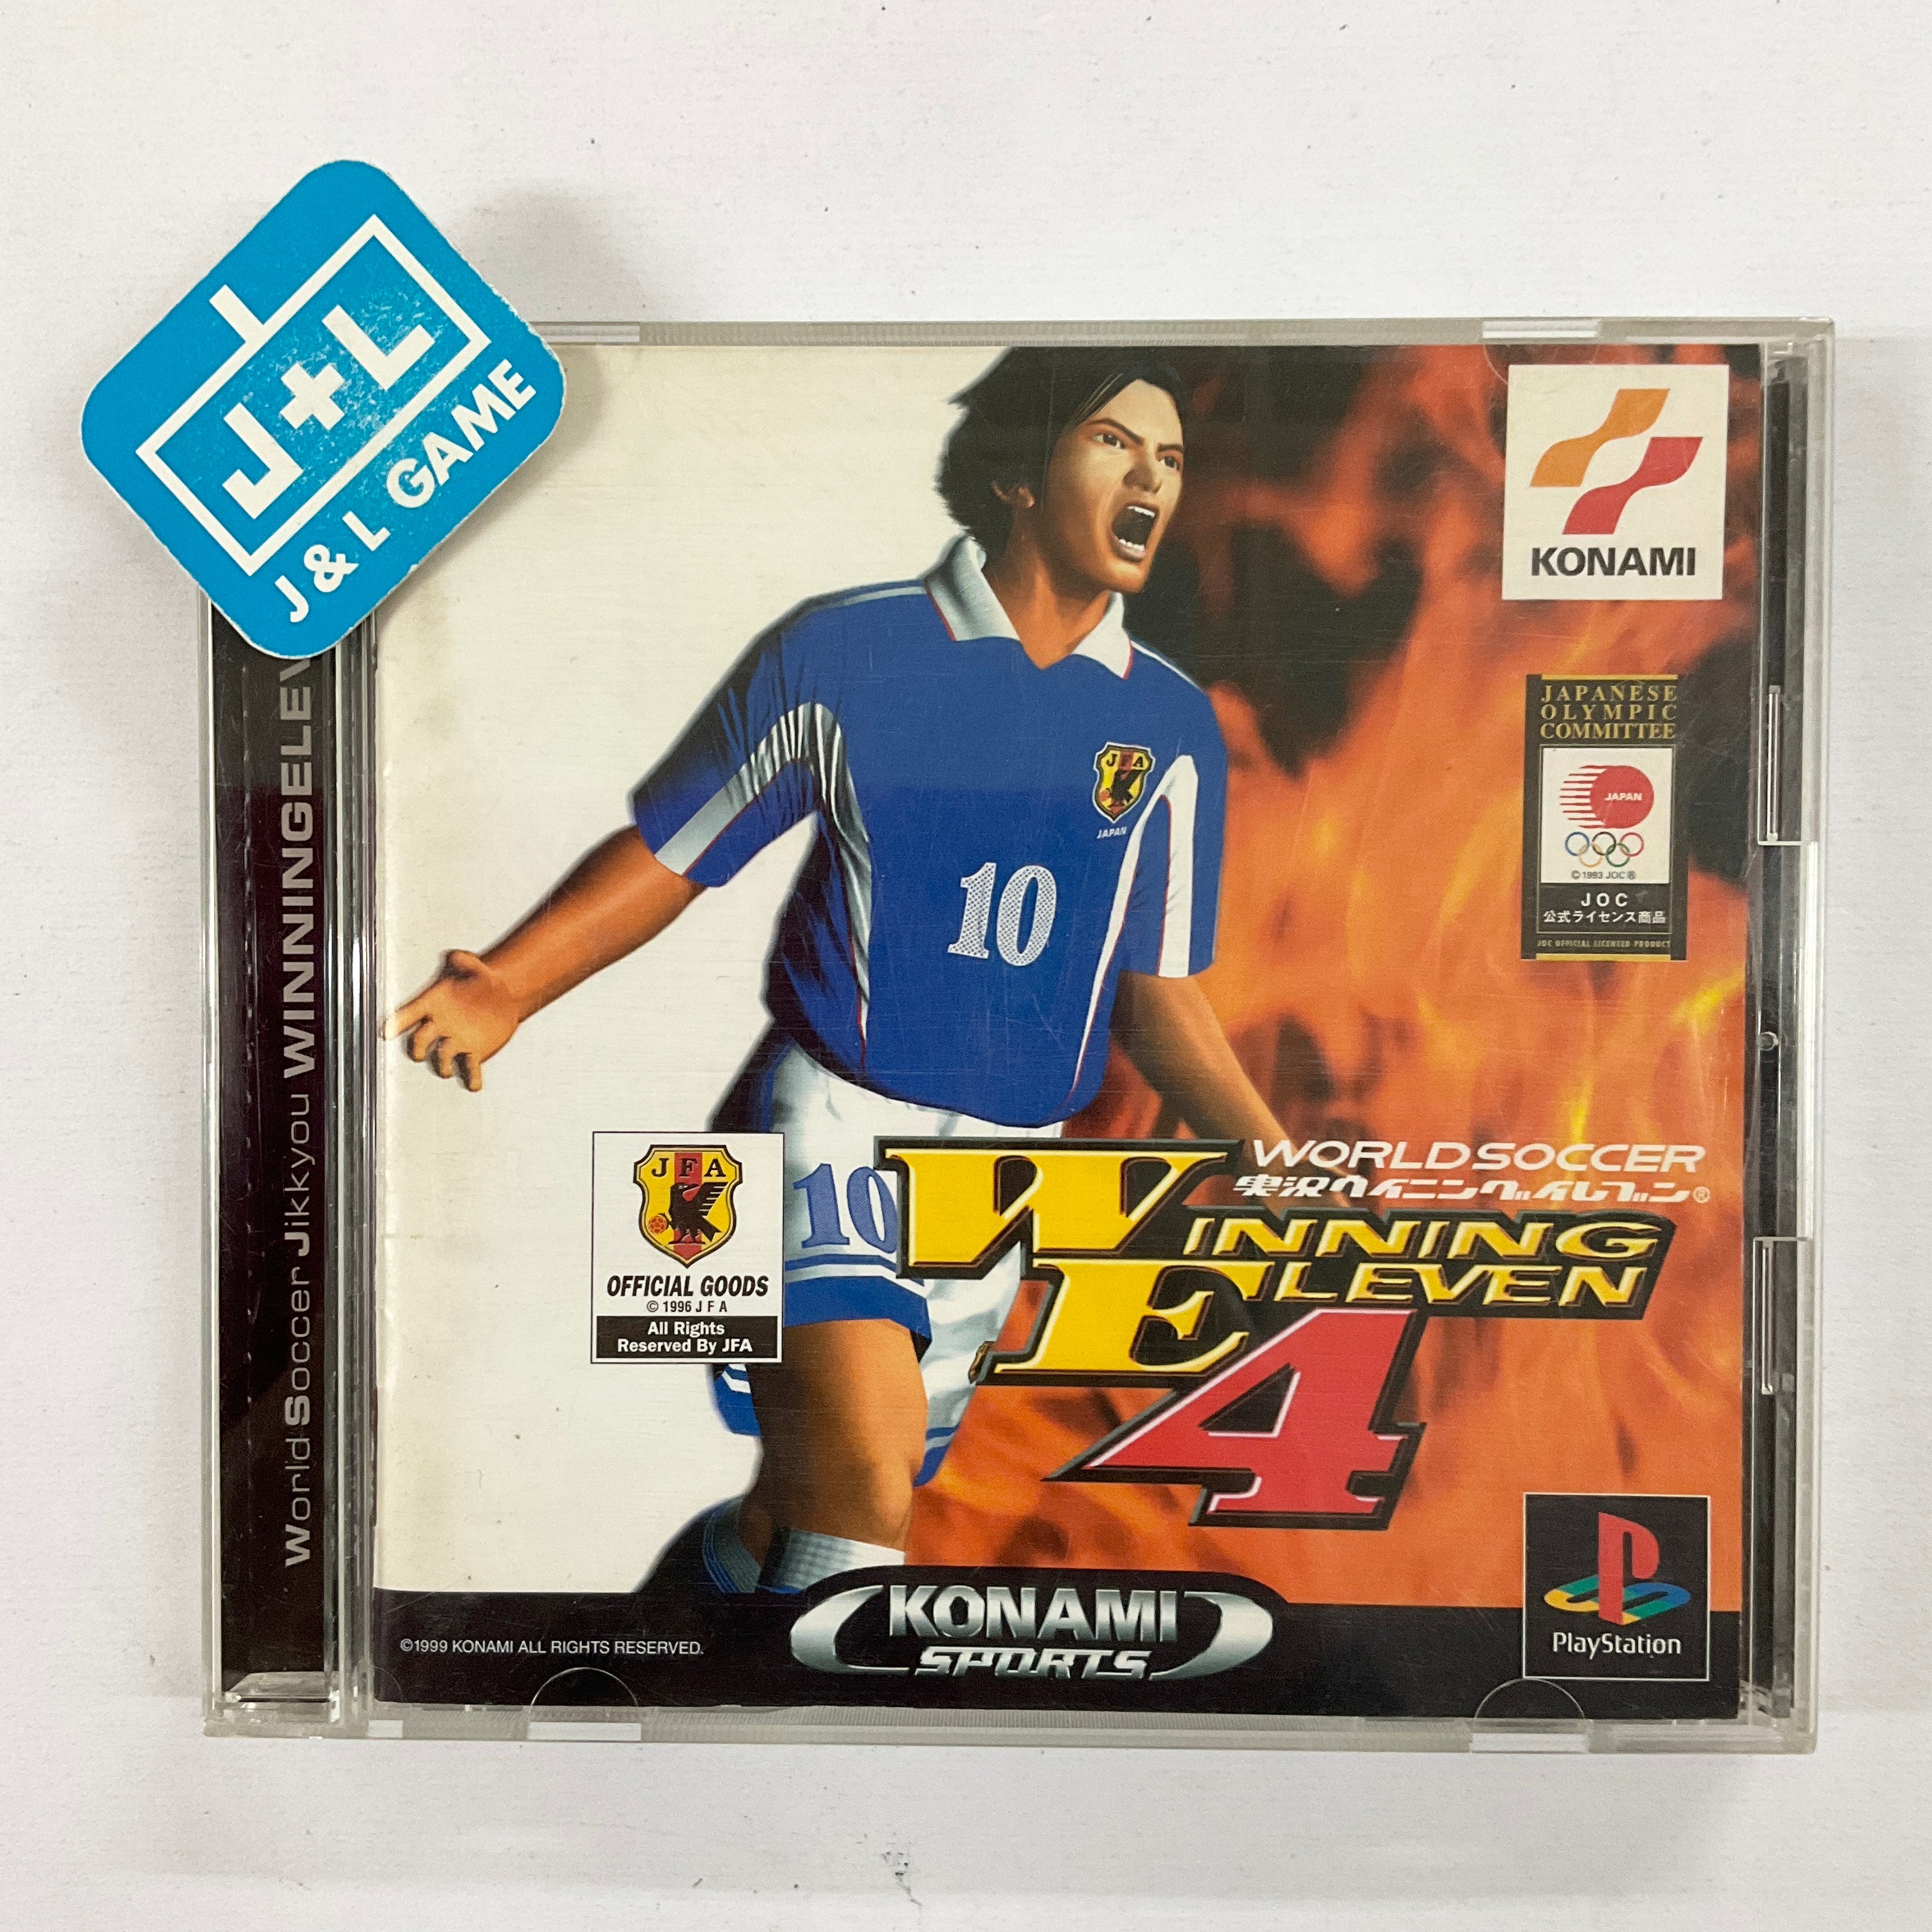 J+L
J & L GAME
World Soccer Jikkyou WINNINGELEV
KONAMI
JAPANESE
OLYMPIC
COMMITTEE
JAPAN
©1993 JOC®
JOC
公式ライセンス商品
JOC OFFICIAL LICENSED PRODUCT
JFA
JAPAN
10
JFA
OFFICIAL GOODS
© 1996 J F A
All Rights
Reserved By JFA
10
WORLD SOCCER
実況ウイニングイレブン®
WINNING
ELEVEN
4
©1999 KONAMI ALL RIGHTS RESERVED.
KONAMI
SPORTS
PlayStation